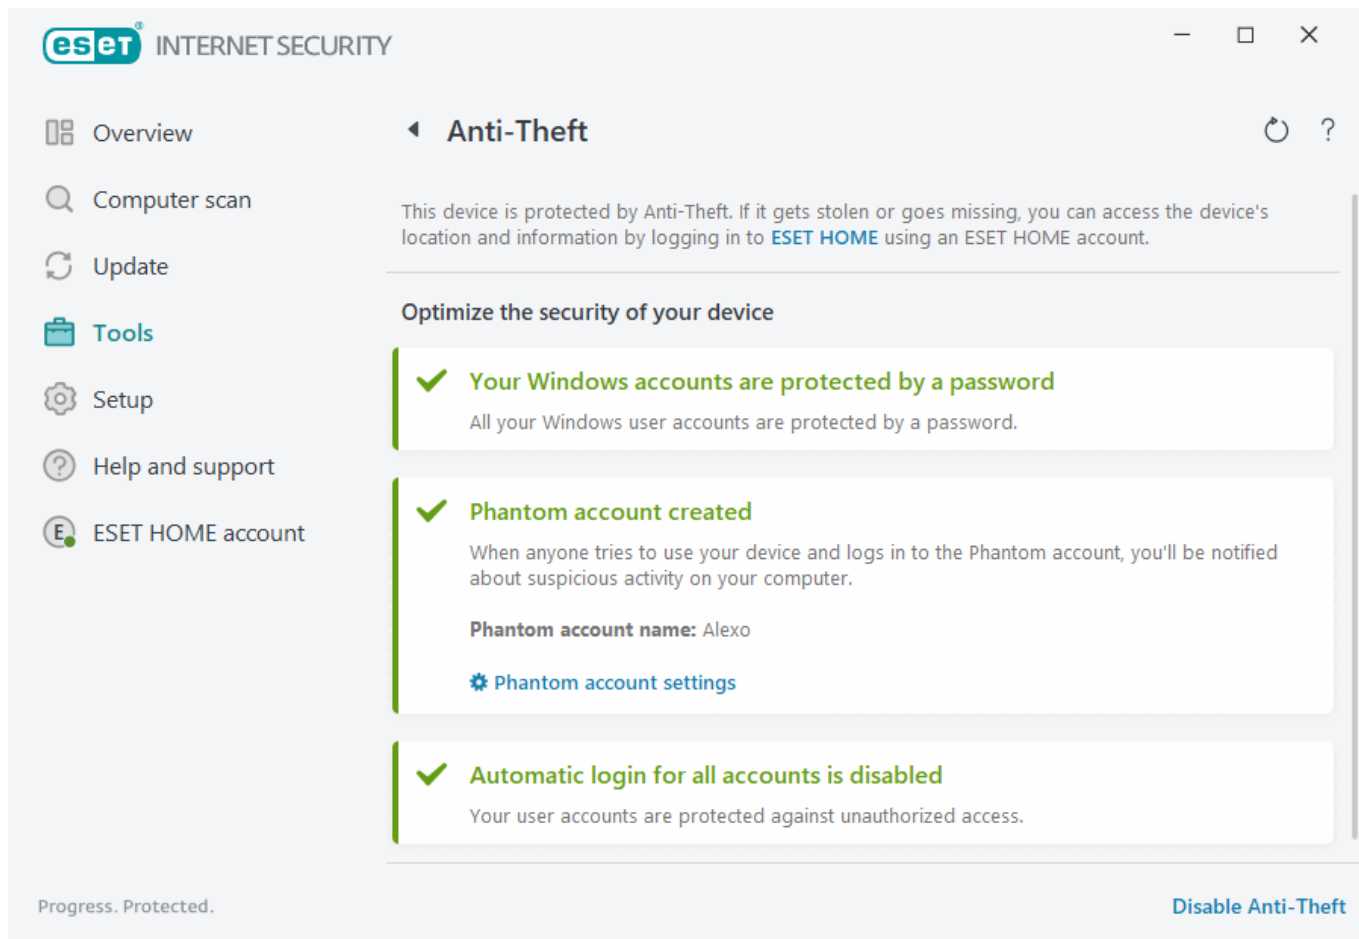 eset® INTERNET SECURITY
Overview
Computer scan
Update
Tools
Setup
Help and support
E ESET HOME account
Anti-Theft
?
This device is protected by Anti-Theft. If it gets stolen or goes missing, you can access the device's
location and information by logging in to ESET HOME using an ESET HOME account.
Optimize the security of your device
Your Windows accounts are protected by a password
All your Windows user accounts are protected by a password.
Phantom account created
When anyone tries to use your device and logs in to the Phantom account, you'll be notified
about suspicious activity on your computer.
Phantom account name: Alexo
Phantom account settings
Automatic login for all accounts is disabled
Your user accounts are protected against unauthorized access.
Progress. Protected.
Disable Anti-Theft